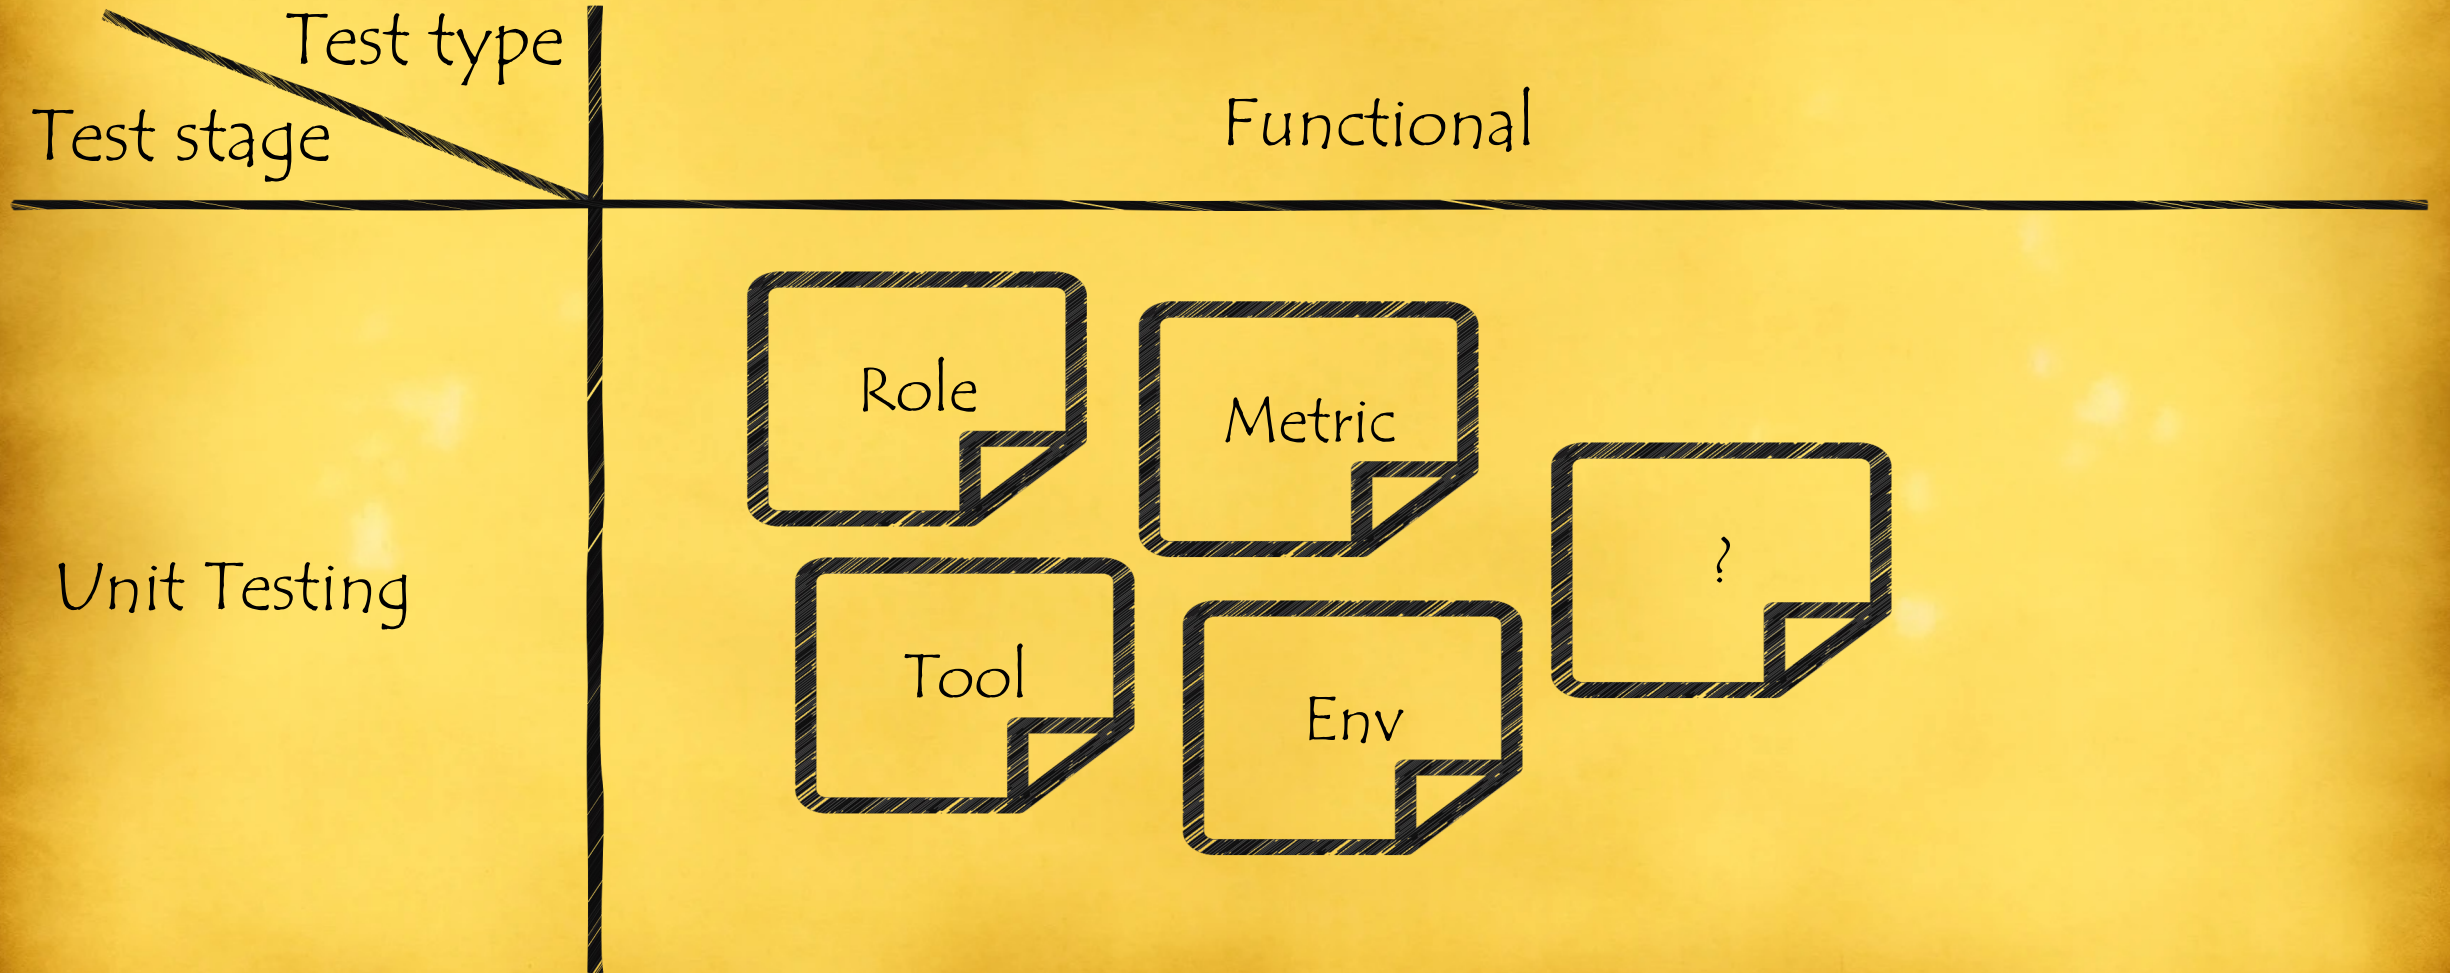 Test type
Test stage
Functional
Unit Testing
Role
Metric
?
Tool
Env